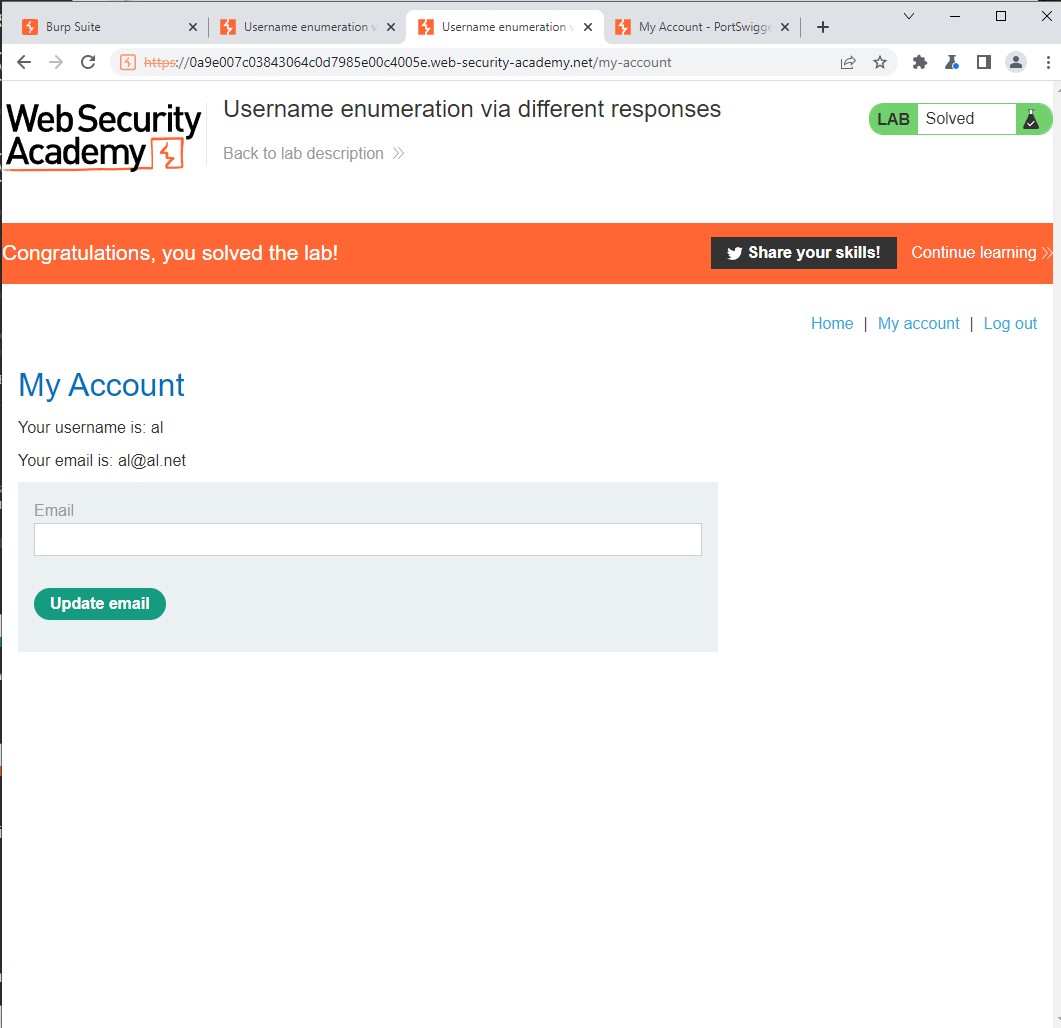 Burp Suite
Username enumeration v
Username enumeration v
My Account - PortSwigge
https://0a9e007c03843064c0d7985e00c4005e.web-security-academy.net/my-account
Web Security
Academy
Username enumeration via different responses
Back to lab description
LAB Solved
Congratulations, you solved the lab!
Share your skills!
Continue learning
Home | My account | Log out
My Account
Your username is: al
Your email is: al@al.net
Email
Update email